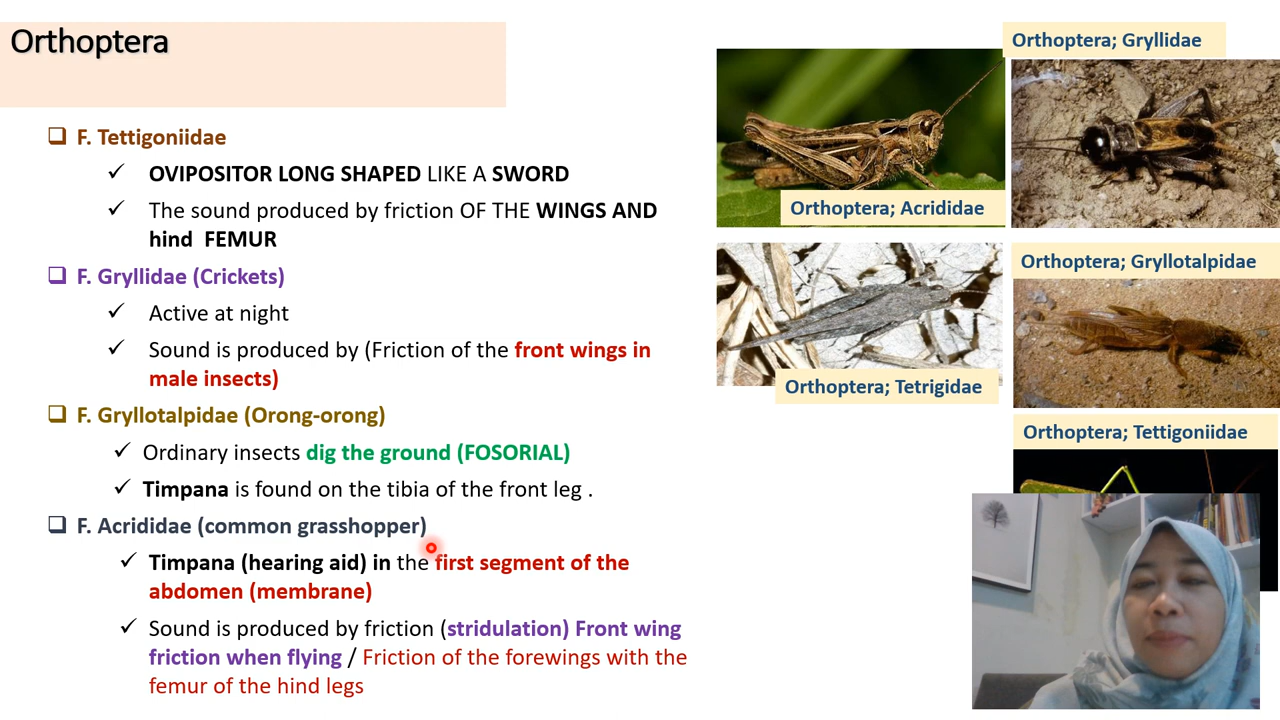 Orthoptera
F. Tettigoniidae
OVIPOSITOR LONG SHAPED LIKE A SWORD
The sound produced by friction OF THE WINGS AND
hind FEMUR
F. Gryllidae (Crickets)
Active at night
Sound is produced by (Friction of the front wings in
male insects)
F. Gryllotalpidae (Orong-orong)
Ordinary insects dig the ground (FOSORIAL)
Timpana is found on the tibia of the front leg .
F. Acrididae (common grasshopper)
Timpana (hearing aid) in the first segment of the
abdomen (membrane)
Sound is produced by friction (stridulation) Front wing
friction when flying / Friction of the forewings with the
femur of the hind legs
Orthoptera; Gryllidae
Orthoptera; Acrididae
Orthoptera; Gryllotalpidae
Orthoptera; Tetrigidae
Orthoptera; Tettigoniidae